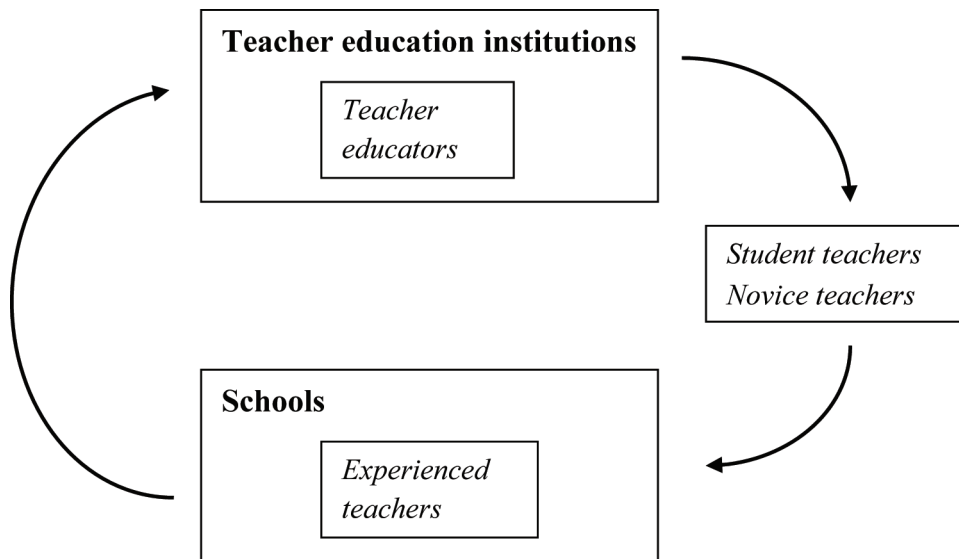 Teacher education institutions
Teacher
educators
Student teachers
Novice teachers
Schools
Experienced
teachers